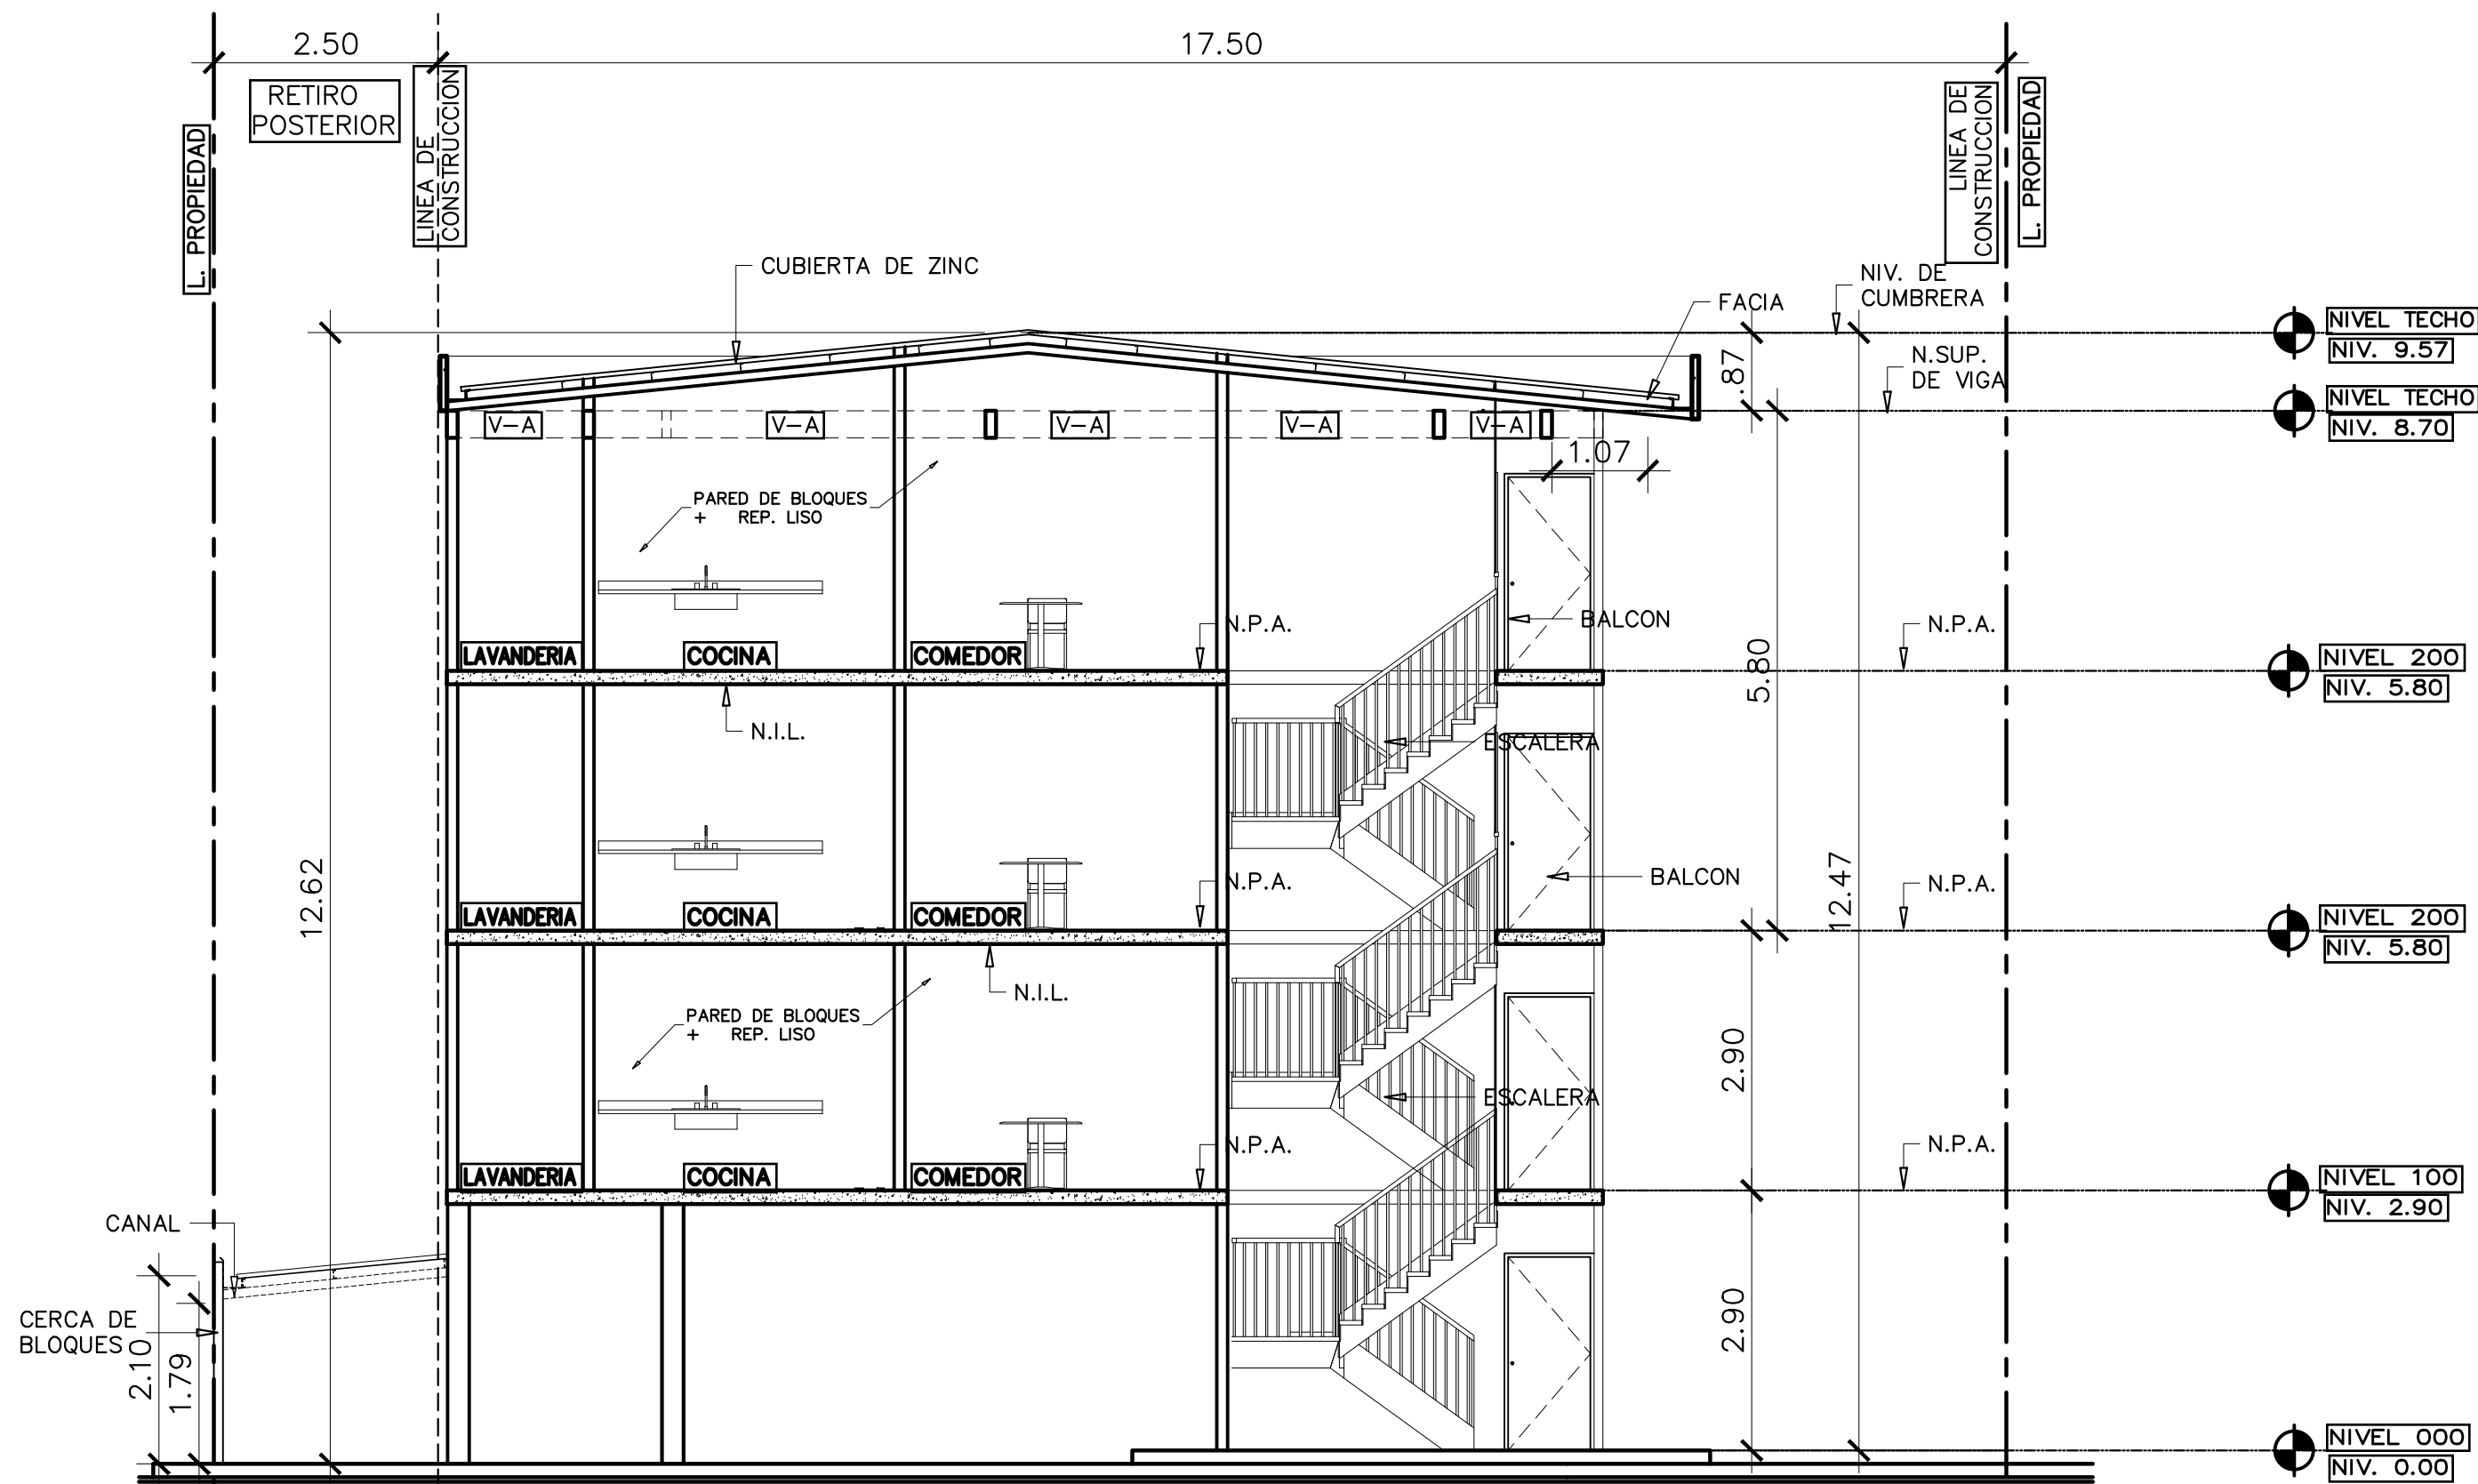 2.50
17.50
RETIRO
POSTERIOR
L. PROPIEDAD
LINEA DE
CONSTRUCCION
LINEA DE
CONSTRUCCION
L. PROPIEDAD
CUBIERTA DE ZINC
NIV. DE
CUMBRERA
FACIA
NIVEL TECHO
NIV. 9.57
N.SUP.
DE VIGA
.87
NIVEL TECHO
NIV. 8.70
V-A
V-A
V-A
V-A
V-A
1.07
PARED DE BLOQUES
+ REP. LISO
BALCON
N.P.A.
N.P.A.
LAVANDERIA
COCINA
COMEDOR
5.80
NIVEL 200
NIV. 5.80
N.I.L.
ESCALERA
12.62
12.47
BALCON
N.P.A.
N.P.A.
LAVANDERIA
COCINA
COMEDOR
NIVEL 200
NIV. 5.80
N.I.L.
PARED DE BLOQUES
+ REP. LISO
2.90
ESCALERA
N.P.A.
N.P.A.
LAVANDERIA
COCINA
COMEDOR
NIVEL 100
NIV. 2.90
CANAL
CERCA DE
BLOQUES
2.10
1.79
2.90
NIVEL 000
NIV. 0.00